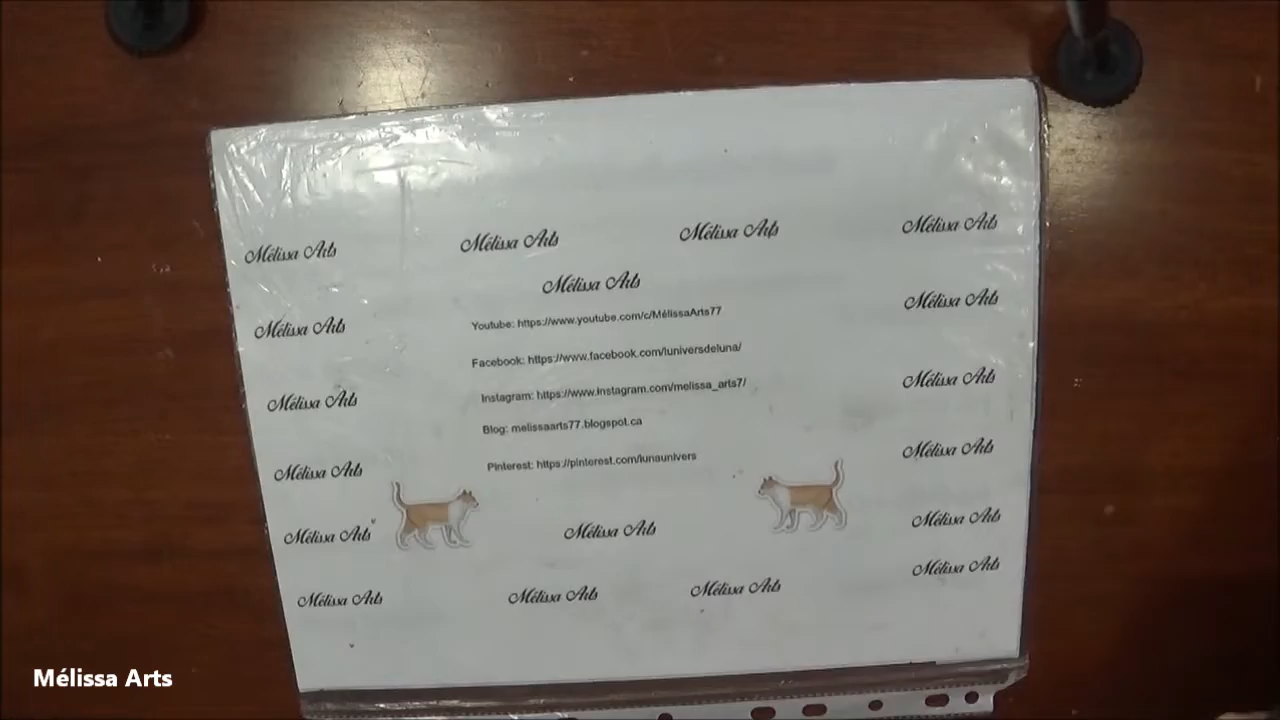 Mélissa Arts Mélissa Arts Mélissa Arts Mélissa Arts
Mélissa Arts
Mélissa Arts Youtube: https://www.youtube.com/c/MélissaArts77 Mélissa Arts
Facebook: https://www.facebook.com/luniversdeluna/
Mélissa Arts Instagram: https://www.instagram.com/melissa_arts7/ Mélissa Arts
Blog: melissaarts77.blogspot.ca
Mélissa Arts Pinterest: https://pinterest.com/lunaunivers Mélissa Arts
Mélissa Arts Mélissa Arts Mélissa Arts
Mélissa Arts Mélissa Arts Mélissa Arts Mélissa Arts
Mélissa Arts